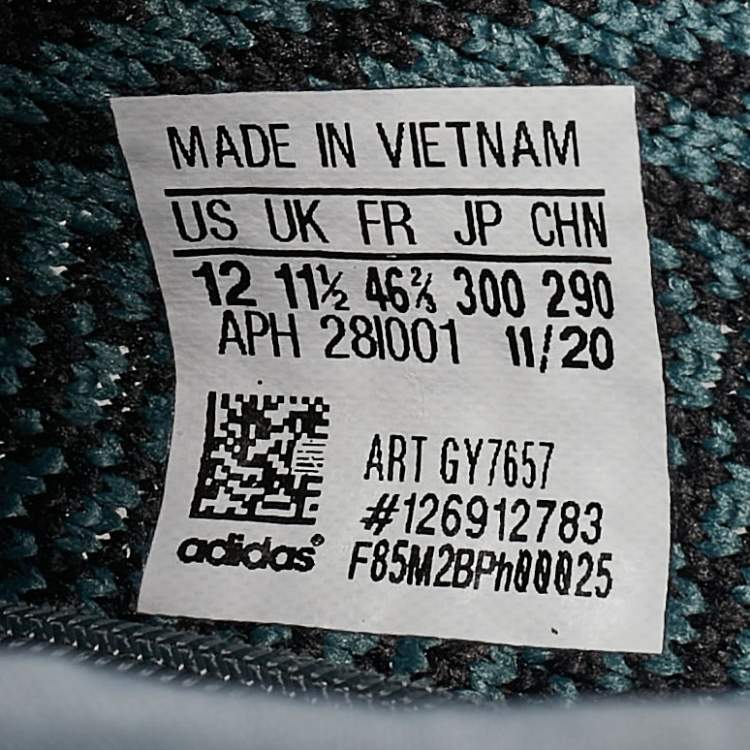 MADE IN VIETNAM
US UK FR JP CHN
12 11½ 46⅔ 300 290
APH 28I001 11/20
ART GY7657
#126912783
adidas®
F85M2BPh00025